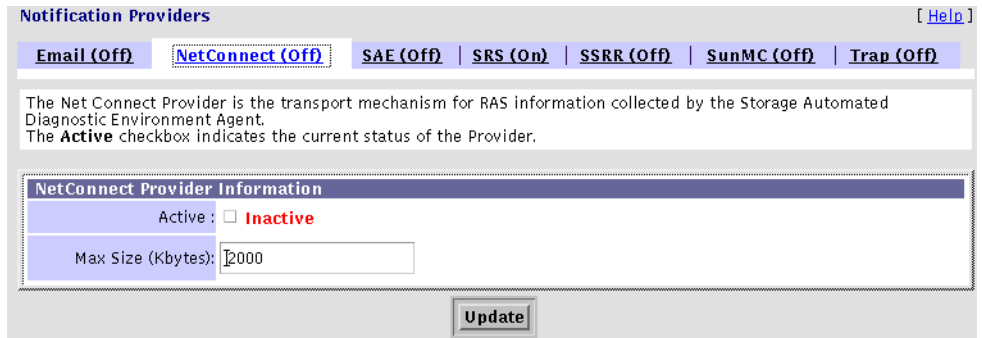 Notification Providers [ Help ]
Email (Off) NetConnect (Off) SAE (Off) | SRS (On) | SSRR (Off) | SunMC (Off) | Trap (Off)
The Net Connect Provider is the transport mechanism for RAS information collected by the Storage Automated
Diagnostic Environment Agent.
The Active checkbox indicates the current status of the Provider.
NetConnect Provider Information
Active : Inactive
Max Size (Kbytes): 2000
Update